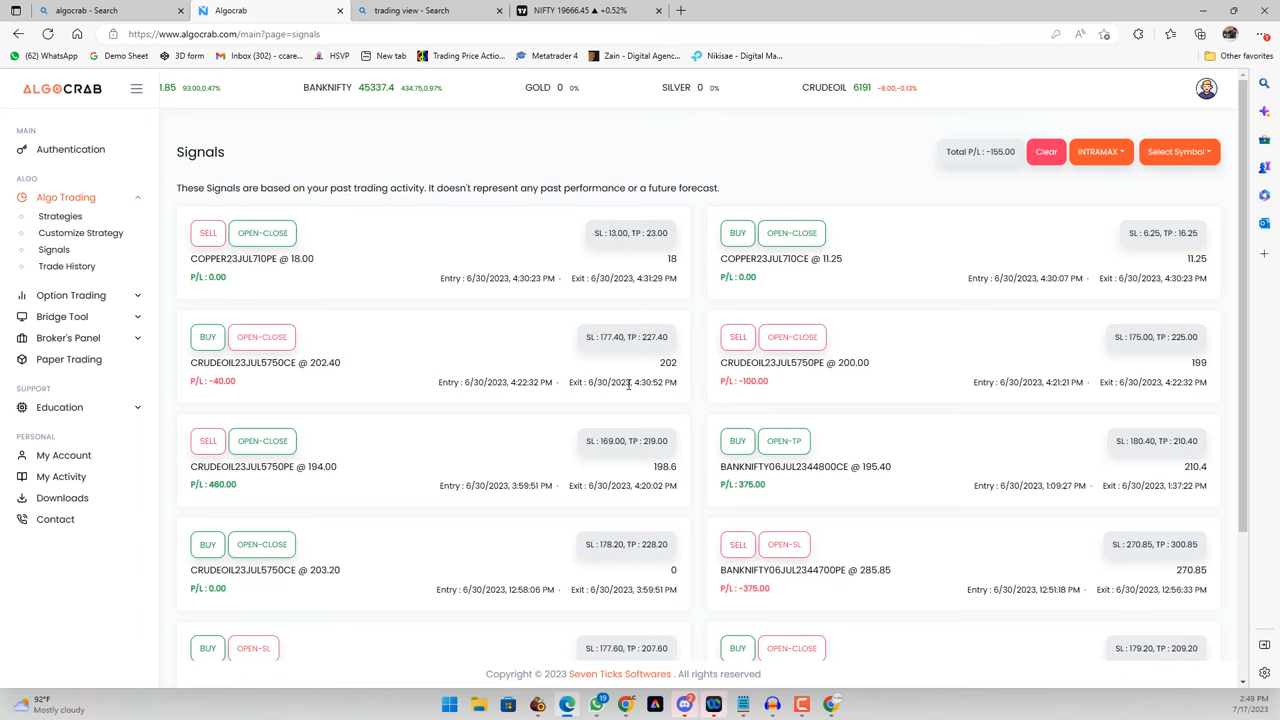 algocrab - Search
Algocrab
trading view - Search
NIFTY 19666.45 ▲ +0.52%
https://www.algocrab.com/main?page=signals
(62) WhatsApp
Demo Sheet
3D form
Inbox (302) - ccare...
HSVP
New tab
Trading Price Actio...
Metatrader 4
Zain - Digital Agenc...
Nikisae - Digital Ma...
Other favorites
ALGOCRAB
1.85 93.00,0.47%
BANKNIFTY 45337.4 434.75,0.97%
GOLD 0 0%
SILVER 0 0%
CRUDEOIL 6191 -8.00,-0.13%
MAIN
Authentication
ALGO
Algo Trading
Strategies
Customize Strategy
Signals
Trade History
Option Trading
Bridge Tool
Broker's Panel
Paper Trading
SUPPORT
Education
PERSONAL
My Account
My Activity
Downloads
Contact
Signals
Total P/L : -155.00
Clear
INTRAMAX
Select Symbol
These Signals are based on your past trading activity. It doesn't represent any past performance or a future forecast.
SELL OPEN-CLOSE SL : 13.00, TP : 23.00
COPPER23JUL710PE @ 18.00 18
P/L : 0.00 Entry : 6/30/2023, 4:30:23 PM - Exit : 6/30/2023, 4:31:29 PM
BUY OPEN-CLOSE SL : 6.25, TP : 16.25
COPPER23JUL710CE @ 11.25 11.25
P/L : 0.00 Entry : 6/30/2023, 4:30:07 PM - Exit : 6/30/2023, 4:30:23 PM
BUY OPEN-CLOSE SL : 177.40, TP : 227.40
CRUDEOIL23JUL5750CE @ 202.40 202
P/L : -40.00 Entry : 6/30/2023, 4:22:32 PM - Exit : 6/30/2023, 4:30:52 PM
SELL OPEN-CLOSE SL : 175.00, TP : 225.00
CRUDEOIL23JUL5750PE @ 200.00 199
P/L : -100.00 Entry : 6/30/2023, 4:21:21 PM - Exit : 6/30/2023, 4:22:32 PM
SELL OPEN-CLOSE SL : 169.00, TP : 219.00
CRUDEOIL23JUL5750PE @ 194.00 198.6
P/L : 460.00 Entry : 6/30/2023, 3:59:51 PM - Exit : 6/30/2023, 4:20:02 PM
BUY OPEN-TP SL : 180.40, TP : 210.40
BANKNIFTY06JUL2344800CE @ 195.40 210.4
P/L : 375.00 Entry : 6/30/2023, 1:09:27 PM - Exit : 6/30/2023, 1:37:22 PM
BUY OPEN-CLOSE SL : 178.20, TP : 228.20
CRUDEOIL23JUL5750CE @ 203.20 0
P/L : 0.00 Entry : 6/30/2023, 12:58:06 PM - Exit : 6/30/2023, 3:59:51 PM
SELL OPEN-SL SL : 270.85, TP : 300.85
BANKNIFTY06JUL2344700PE @ 285.85 270.85
P/L : -375.00 Entry : 6/30/2023, 12:51:18 PM - Exit : 6/30/2023, 12:56:33 PM
BUY OPEN-SL SL : 177.60, TP : 207.60
BUY OPEN-CLOSE SL : 179.20, TP : 209.20
Copyright © 2023 Seven Ticks Softwares . All rights reserved
92°F
Mostly cloudy
19
2
2:49 PM
7/17/2023